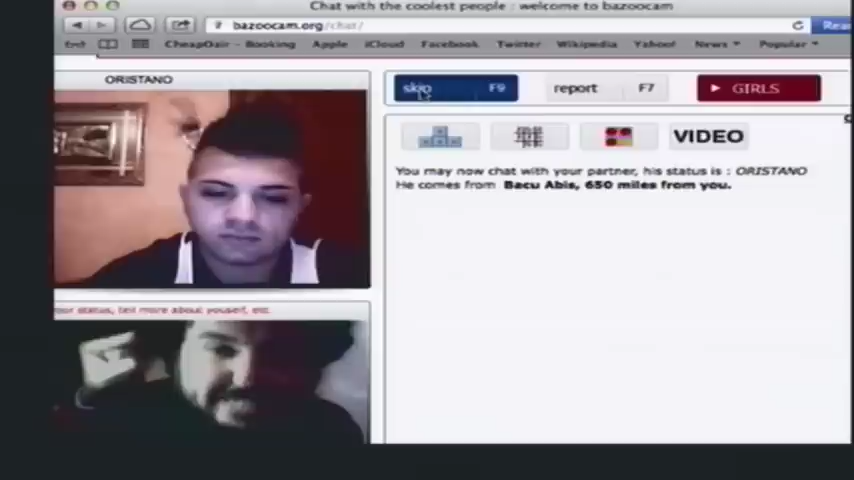 Chat with the coolest people : welcome to bazoocam
bazoocam.org/chat/
CheapOair - Booking Apple iCloud Facebook Twitter Wikipedia Yahoo! News Popular
ORISTANO
skip F9 report F7 GIRLS
VIDEO
You may now chat with your partner, his status is : ORISTANO
He comes from Bacu Abis, 650 miles from you.
your status, tell more about youself, etc